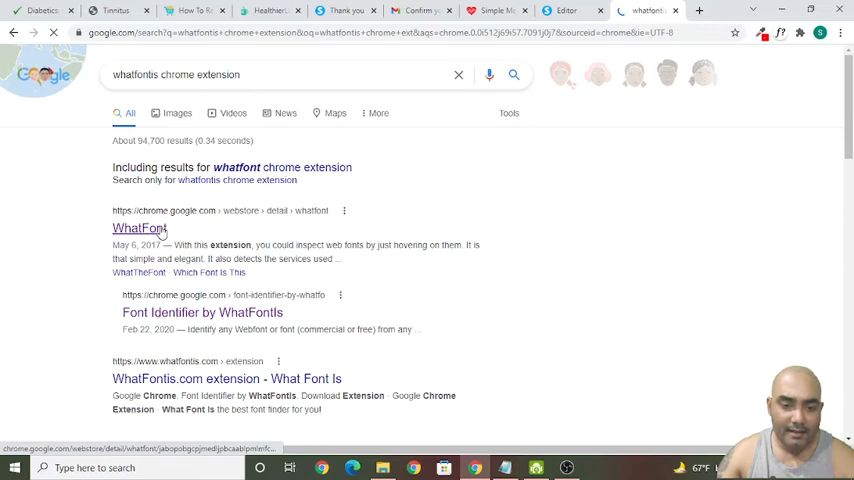 Diabetics
Tinnitus
How To Re
HealthierLi
Thank you
Confirm yo
Simple Me
Editor
whatfontis
google.com/search?q=whatfontis+chrome+extension&oq=whatfontis+chrome+ext&aqs=chrome.0.0i512j69i57.7091j0j7&sourceid=chrome&ie=UTF-8
S
Google
whatfontis chrome extension
All
Images
Videos
News
Maps
More
Tools
About 94,700 results (0.34 seconds)
Including results for whatfont chrome extension
Search only for whatfontis chrome extension
https://chrome.google.com › webstore › detail › whatfont
WhatFont
May 6, 2017 — With this extension, you could inspect web fonts by just hovering on them. It is
that simple and elegant. It also detects the services used ...
WhatTheFont · Which Font Is This
https://chrome.google.com › font-identifier-by-whatfo
Font Identifier by WhatFontIs
Feb 22, 2020 — Identify any Webfont or font (commercial or free) from any ...
https://www.whatfontis.com › extension
WhatFontis.com extension - What Font Is
Google Chrome. Font Identifier by WhatFontIs. Download Extension · Google Chrome
Extension · What Font Is the best font finder for you!
Type here to search
67°F